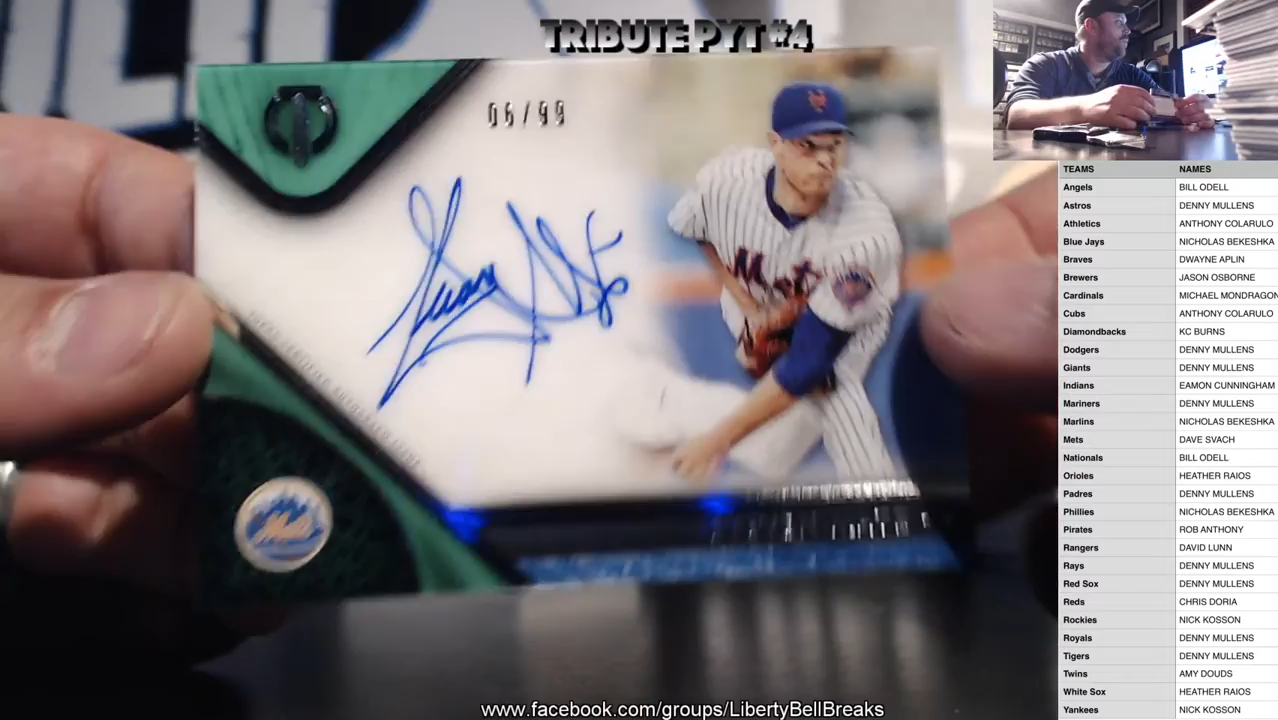 TRIBUTE PYT #4
06/99
Mets
Mets
TEAMS NAMES
Angels BILL ODELL
Astros DENNY MULLENS
Athletics ANTHONY COLARULO
Blue Jays NICHOLAS BEKESHKA
Braves DWAYNE APLIN
Brewers JASON OSBORNE
Cardinals MICHAEL MONDRAGON
Cubs ANTHONY COLARULO
Diamondbacks KC BURNS
Dodgers DENNY MULLENS
Giants DENNY MULLENS
Indians EAMON CUNNINGHAM
Mariners DENNY MULLENS
Marlins NICHOLAS BEKESHKA
Mets DAVE SVACH
Nationals BILL ODELL
Orioles HEATHER RAIOS
Padres DENNY MULLENS
Phillies NICHOLAS BEKESHKA
Pirates ROB ANTHONY
Rangers DAVID LUNN
Rays DENNY MULLENS
Red Sox DENNY MULLENS
Reds CHRIS DORIA
Rockies NICK KOSSON
Royals DENNY MULLENS
Tigers DENNY MULLENS
Twins AMY DOUDS
White Sox HEATHER RAIOS
Yankees NICK KOSSON
www.facebook.com/groups/LibertyBellBreaks